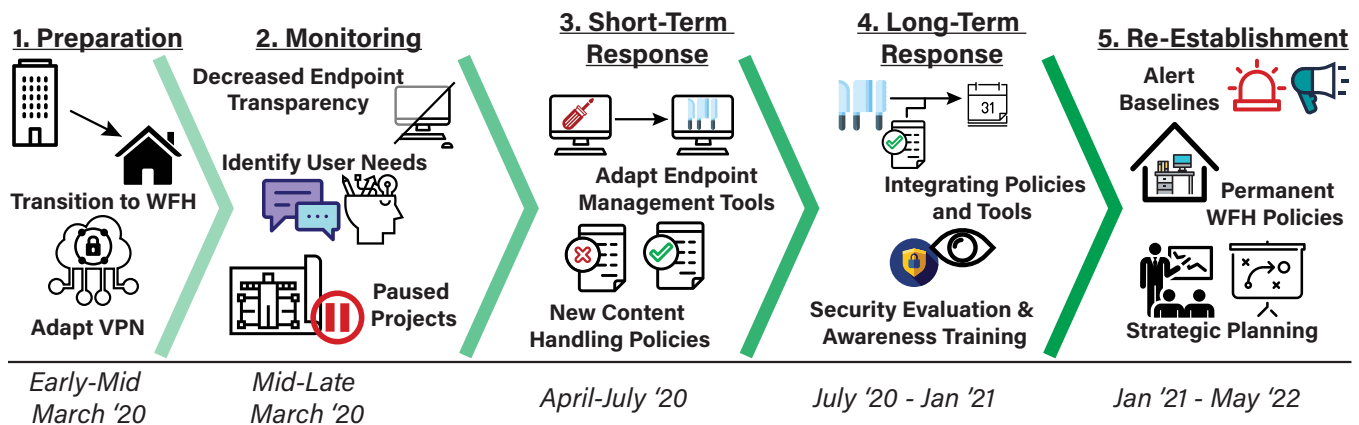 1. Preparation
Transition to WFH
Adapt VPN
Early-Mid
March '20
2. Monitoring
Decreased Endpoint
Transparency
Identify User Needs
Paused
Projects
Mid-Late
March '20
3. Short-Term
Response
Adapt Endpoint
Management Tools
New Content
Handling Policies
April-July '20
4. Long-Term
Response
31
Integrating Policies
and Tools
Security Evaluation &
Awareness Training
July '20 - Jan '21
5. Re-Establishment
Alert
Baselines
Permanent
WFH Policies
Strategic Planning
Jan '21 - May '22